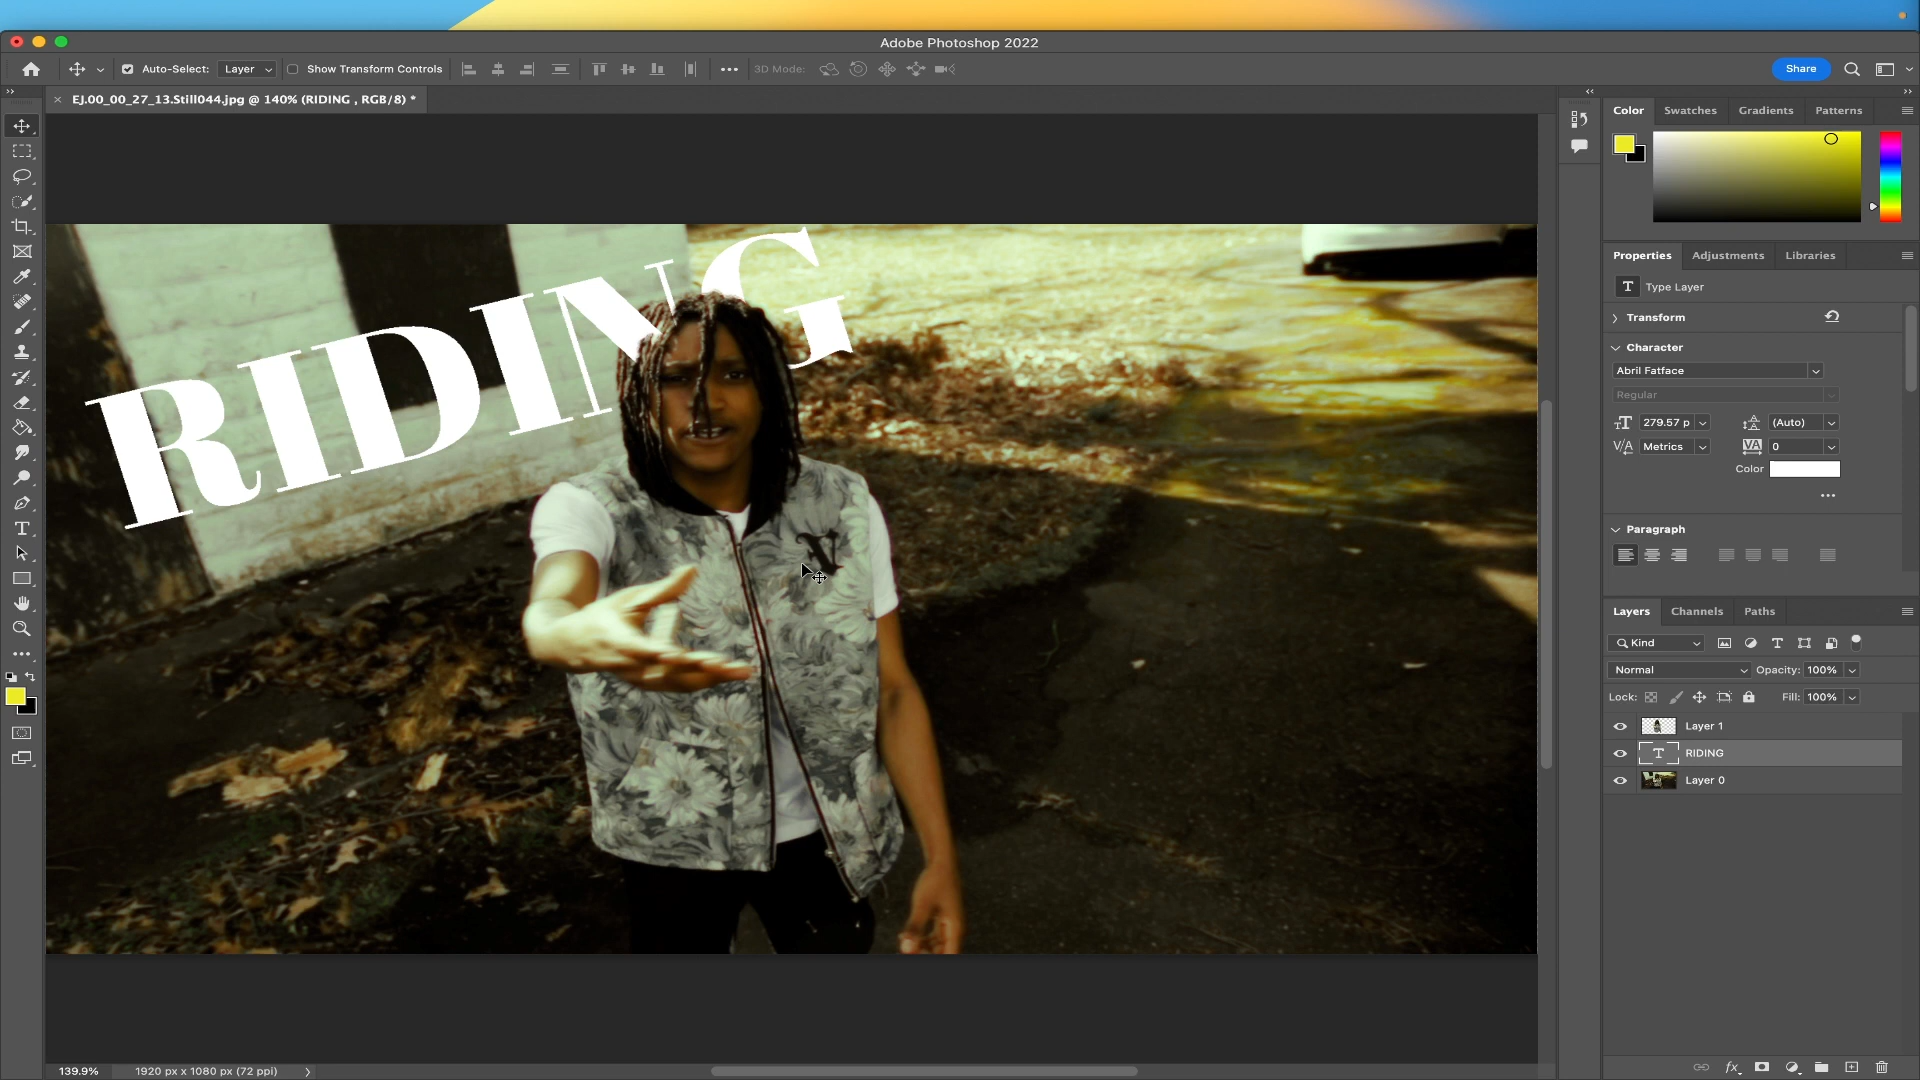 Adobe Photoshop 2022
Auto-Select: Layer Show Transform Controls 3D Mode: Share
EJ.00_00_27_13.Still044.jpg @ 140% (RIDING , RGB/8) *
Color Swatches Gradients Patterns
RIDING
Properties Adjustments Libraries
T Type Layer
Transform
Character
Abril Fatface
Regular
279.57 p (Auto)
Metrics 0
Color
Paragraph
Layers Channels Paths
Kind
Normal Opacity: 100%
Lock: Fill: 100%
Layer 1
T RIDING
Layer 0
139.9% 1920 px x 1080 px (72 ppi)